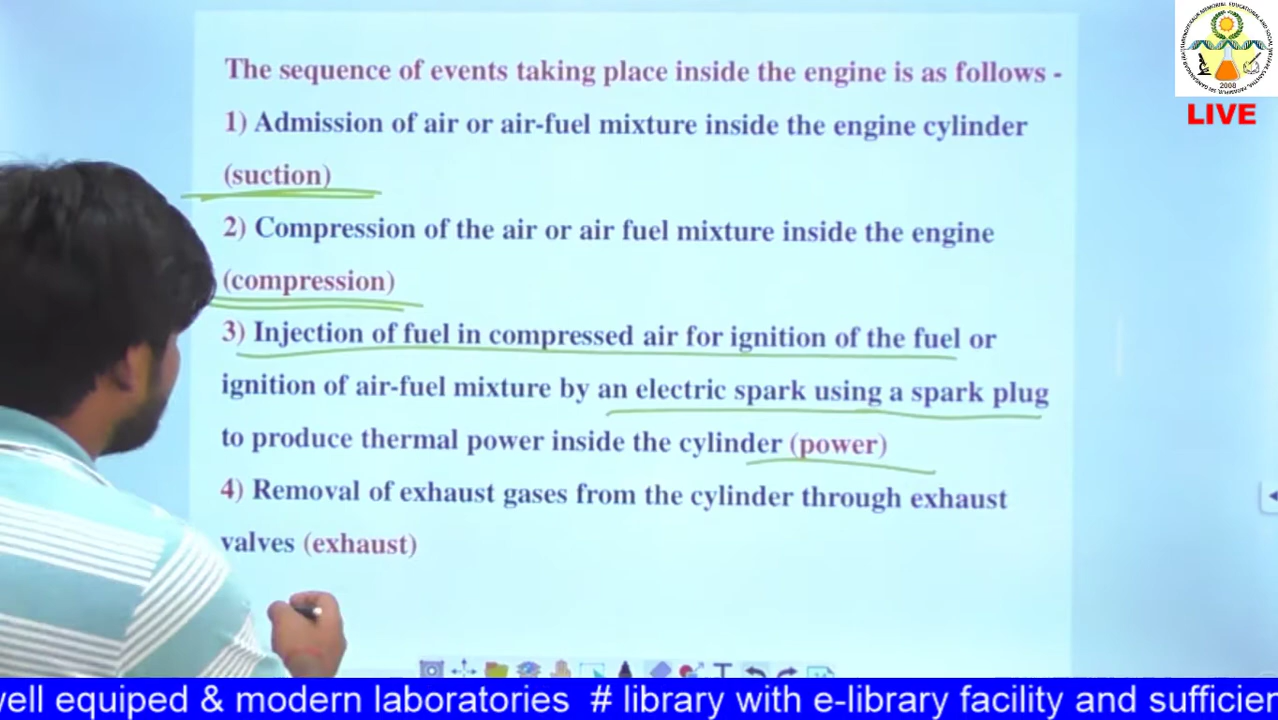 The sequence of events taking place inside the engine is as follows -
1) Admission of air or air-fuel mixture inside the engine cylinder
(suction)
2) Compression of the air or air fuel mixture inside the engine
(compression)
3) Injection of fuel in compressed air for ignition of the fuel or
ignition of air-fuel mixture by an electric spark using a spark plug
to produce thermal power inside the cylinder (power)
4) Removal of exhaust gases from the cylinder through exhaust
valves (exhaust)
2008
LIVE
well equiped & modern laboratories # library with e-library facility and sufficien